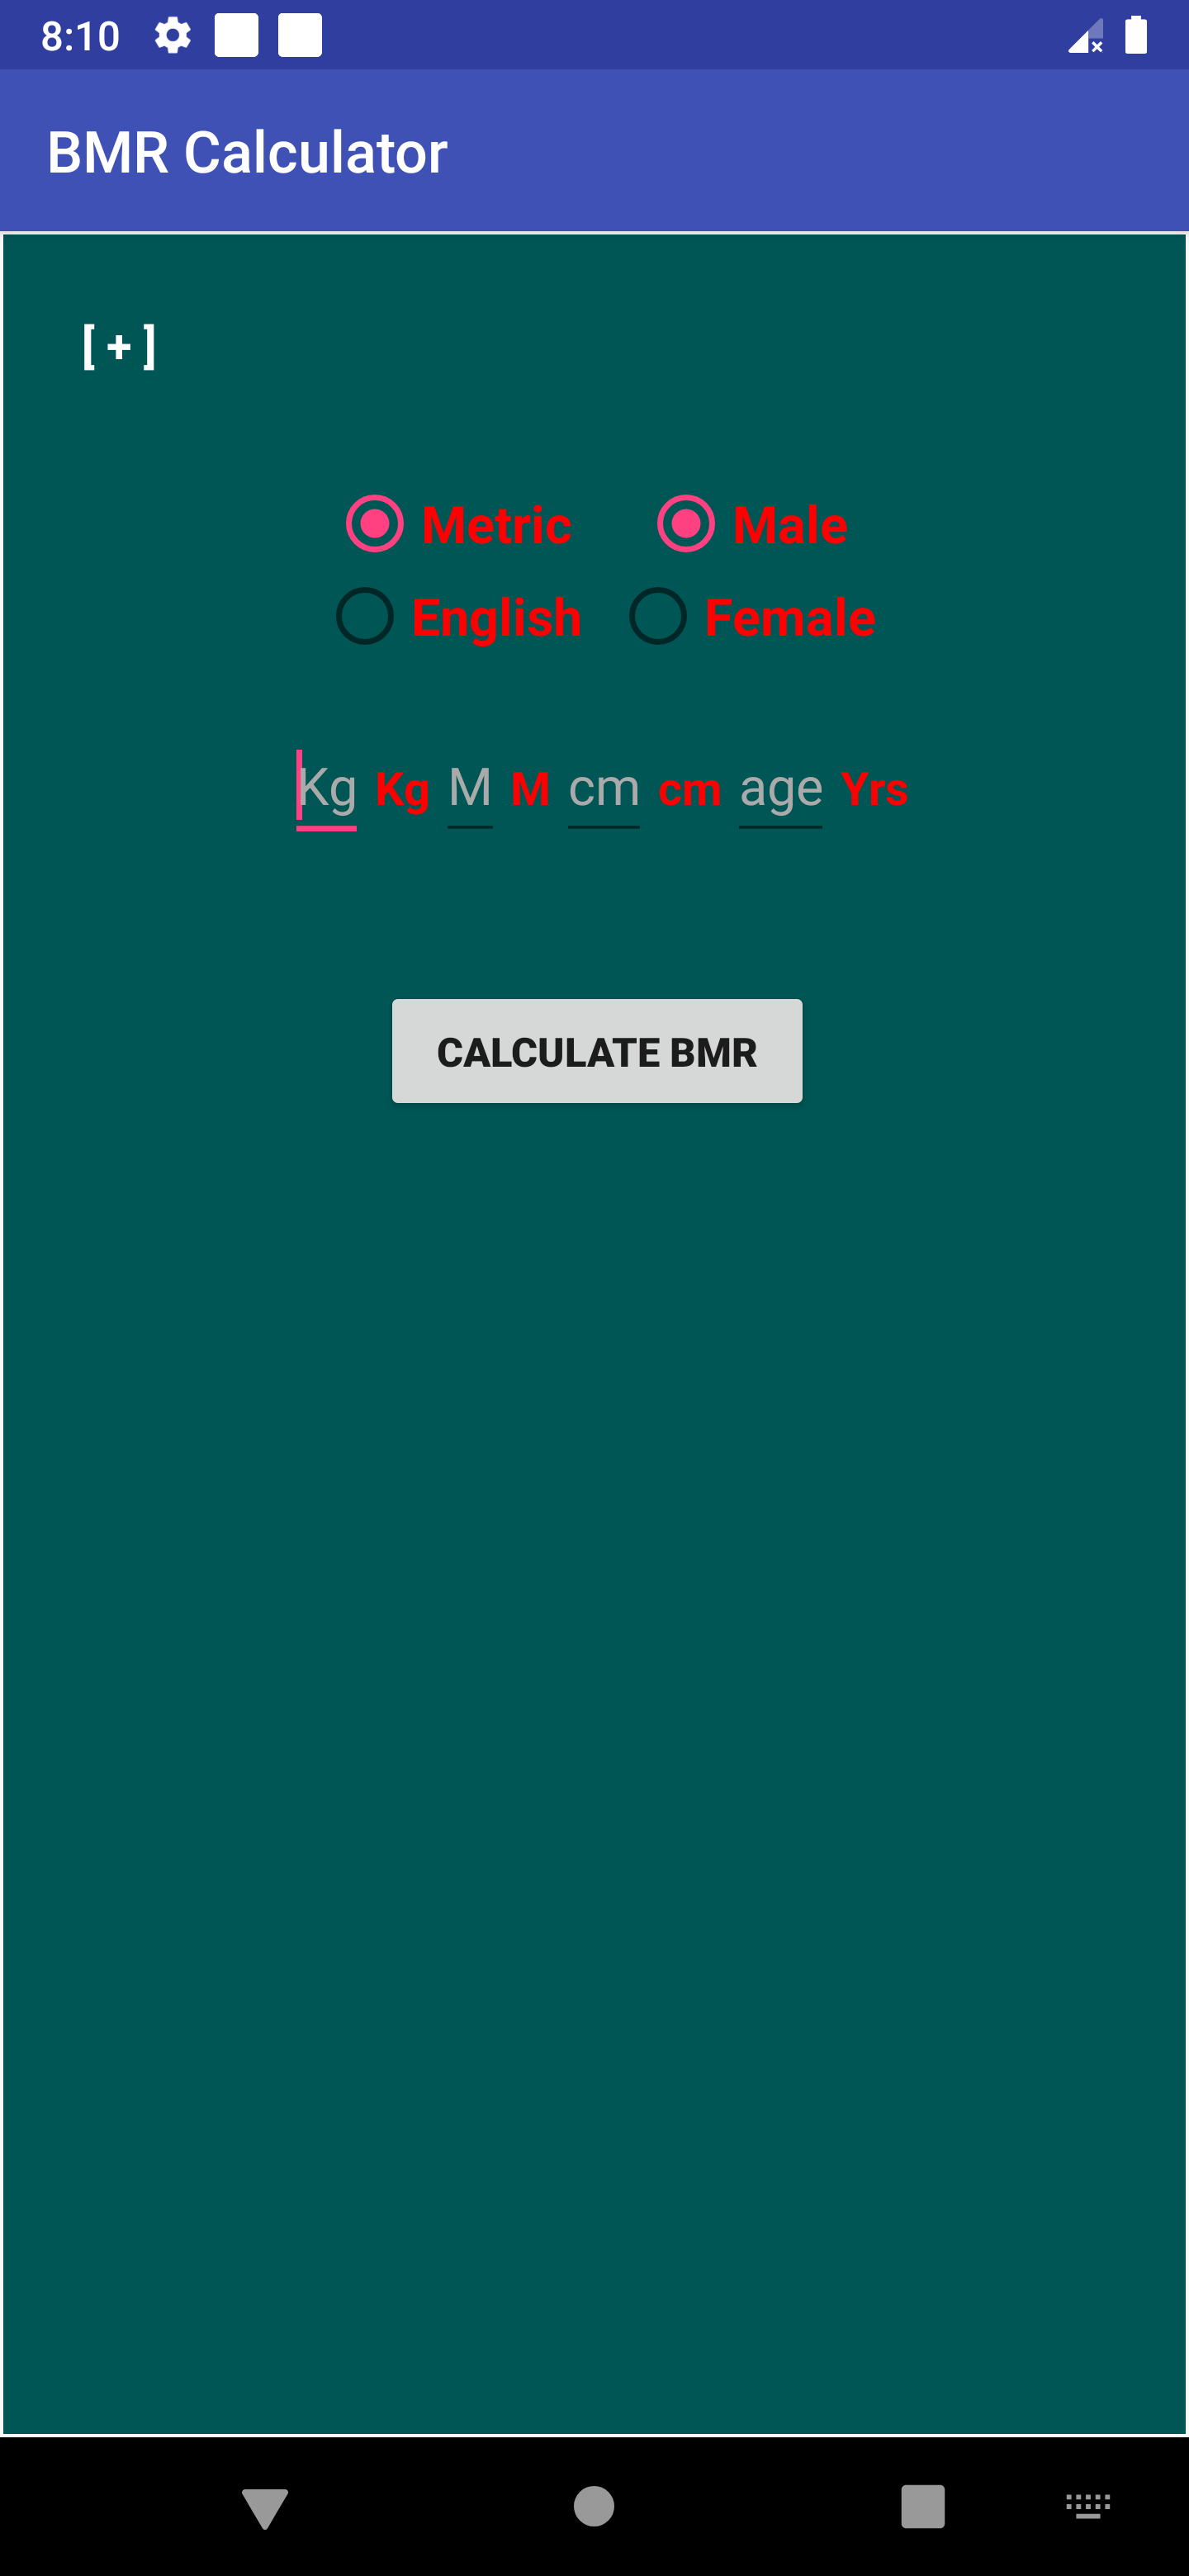 8:10
BMR Calculator
[ + ]
Metric Male
English Female
Kg Kg M M cm cm age Yrs
CALCULATE BMR